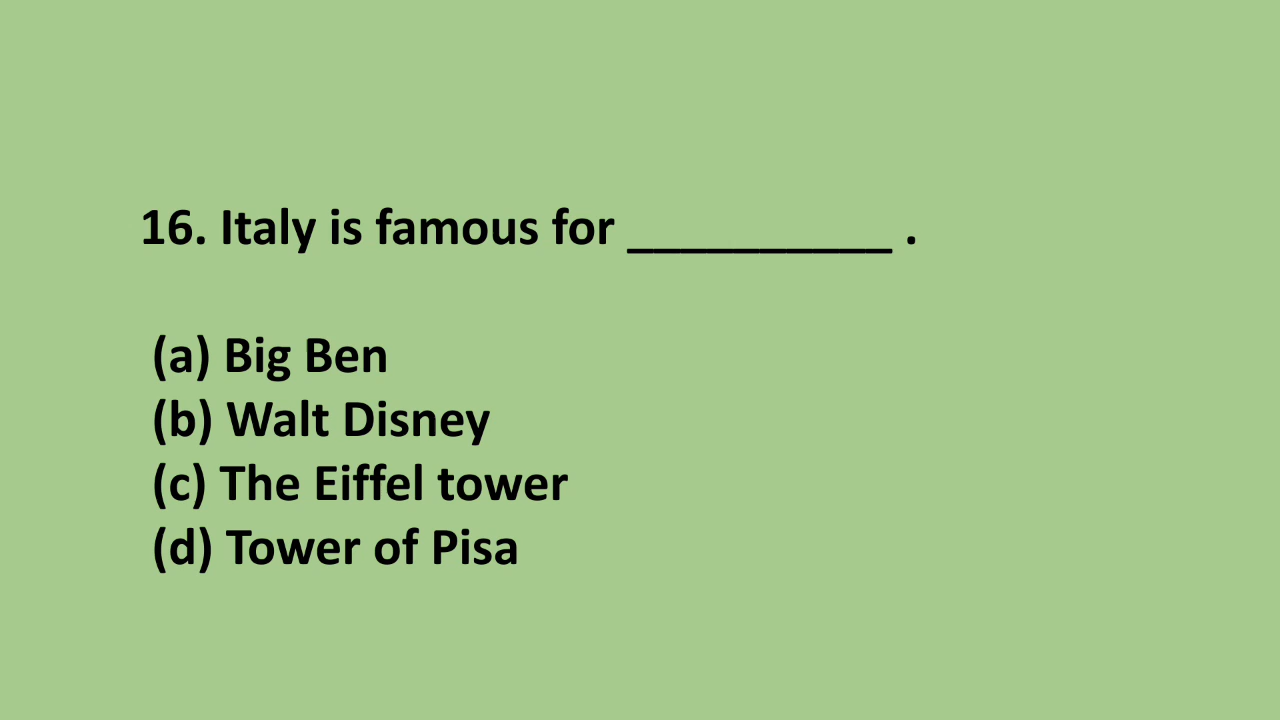 16. Italy is famous for __________ .
(a) Big Ben
(b) Walt Disney
(c) The Eiffel tower
(d) Tower of Pisa